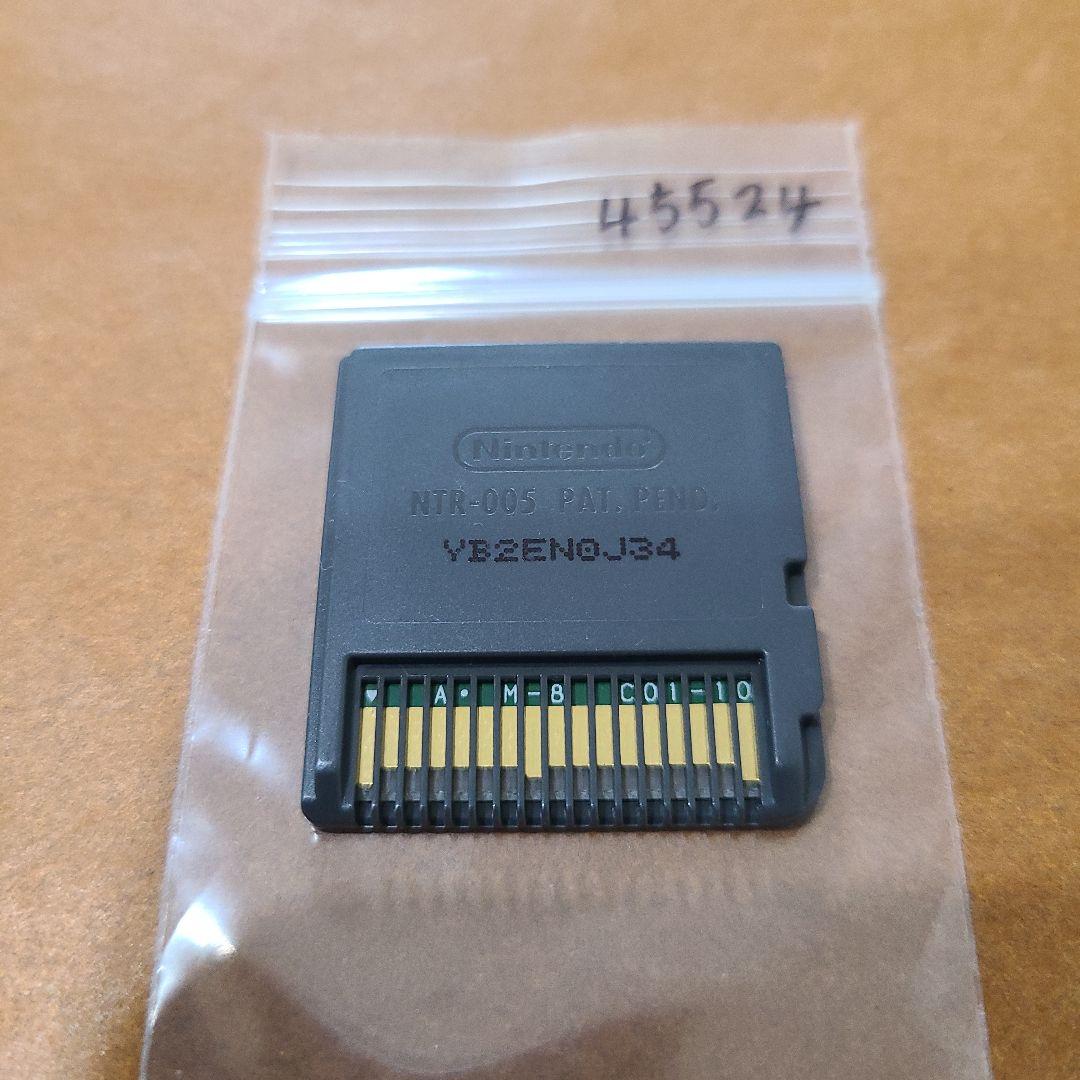 45524
Nintendo®
NTR-005 PAT. PEND.
YB2EN0J34
♥ A • M-8 C01-10